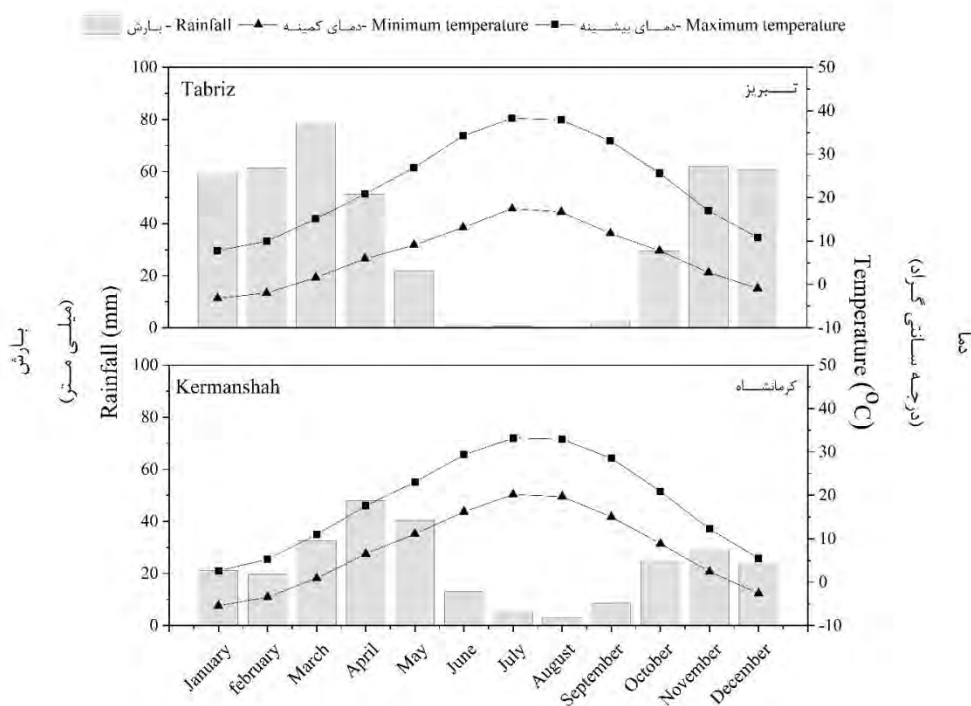 بارش - Rainfall دمای کمینه- Minimum temperature دمای بیشینه- Maximum temperature
Tabriz
تبریز
100
80
60
40
20
0
50
40
30
20
10
0
-10
Kermanshah
کرمانشاه
100
80
60
40
20
0
50
40
30
20
10
0
-10
بارش
(میلی متر)
Rainfall (mm)
Temperature (⁰C)
(درجه سانتی گراد)
دما
January
february
March
April
May
June
July
August
September
October
November
December